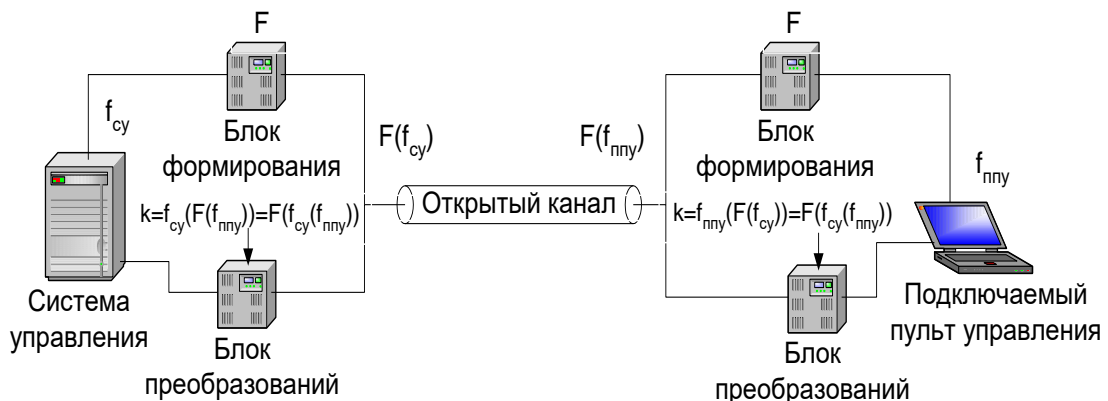 F
f_су
Блок
формирования
F(f_су)
k=f_су(F(f_ппу))=F(f_су(f_ппу))
Система
управления
Блок
преобразований
Открытый канал
F
F(f_ппу)
Блок
формирования
f_ппу
k=f_ппу(F(f_су))=F(f_су(f_ппу))
Подключаемый
пульт управления
Блок
преобразований